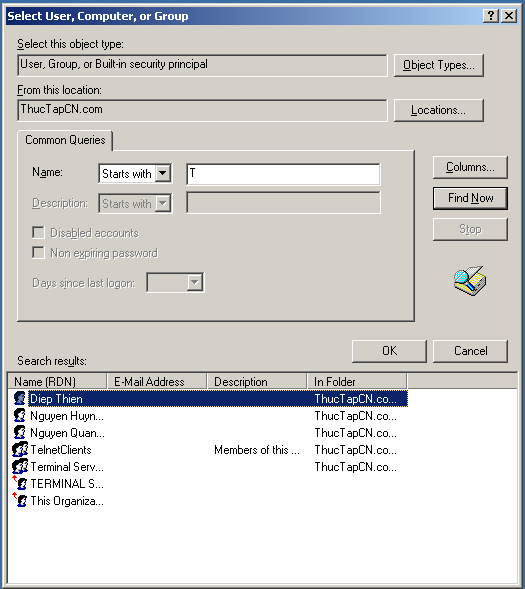 Select User, Computer, or Group
Select this object type:
User, Group, or Built-in security principal
Object Types...
From this location:
ThucTapCN.com
Locations...
Common Queries
Name:
Starts with
T
Description:
Starts with
Disabled accounts
Non expiring password
Days since last logon:
Columns...
Find Now
Stop
OK
Cancel
Search results:
Name (RDN) E-Mail Address Description In Folder
Diep Thien ThucTapCN.co...
Nguyen Huyn... ThucTapCN.co...
Nguyen Quan... ThucTapCN.co...
TelnetClients Members of this ... ThucTapCN.co...
Terminal Serv... ThucTapCN.co...
TERMINAL S...
This Organiza...